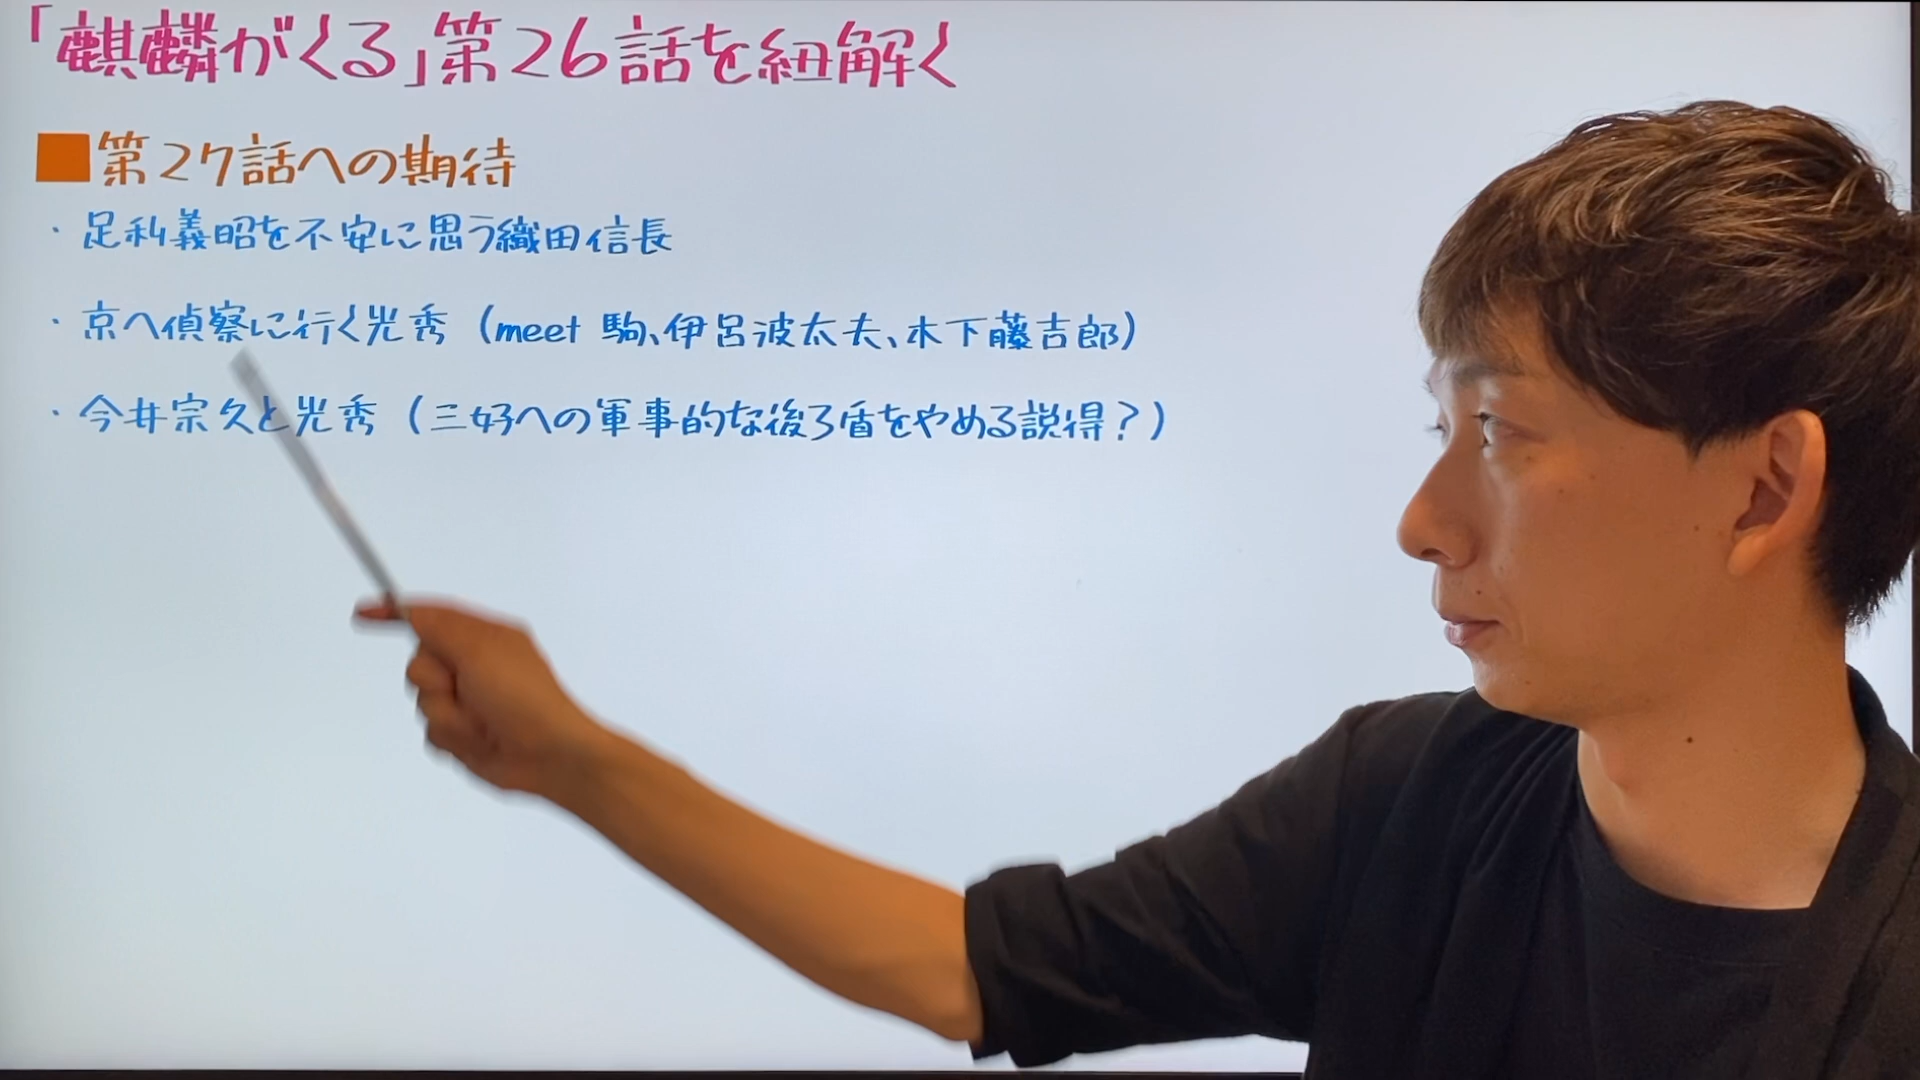 「麒麟がくる」第26話を紐解く
■第27話への期待
・足利義昭を不安に思う織田信長
・京へ偵察に行く光秀（meet 駒、伊呂波太夫、木下藤吉郎）
・今井宗久と光秀（三好への軍事的な後ろ盾をやめる説得？）